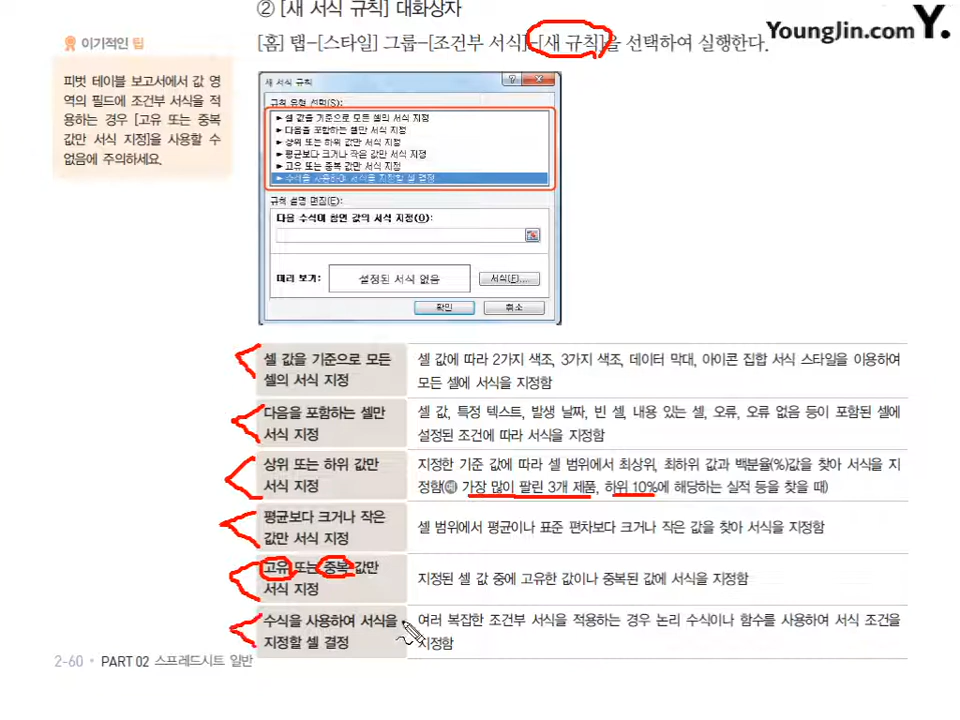 ② [새 서식 규칙] 대화상자
YoungJin.com Y.
이기적인 팁
[홈] 탭-[스타일] 그룹-[조건부 서식]-[새 규칙]을 선택하여 실행한다.
피벗 테이블 보고서에서 값 영
역의 필드에 조건부 서식을 적
용하는 경우 [고유 또는 중복
값만 서식 지정]을 사용할 수
없음에 주의하세요.
새 서식 규칙
규칙 유형 선택(S):
► 셀 값을 기준으로 모든 셀의 서식 지정
► 다음을 포함하는 셀만 서식 지정
► 상위 또는 하위 값만 서식 지정
► 평균보다 크거나 작은 값만 서식 지정
► 고유 또는 중복 값만 서식 지정
► 수식을 사용하여 서식을 지정할 셀 결정
규칙 설명 편집(E):
다음 수식이 참인 값의 서식 지정(O):
미리 보기:
설정된 서식 없음
서식(F)...
확인
취소
셀 값을 기준으로 모든
셀의 서식 지정
셀 값에 따라 2가지 색조, 3가지 색조, 데이터 막대, 아이콘 집합 서식 스타일을 이용하여
모든 셀에 서식을 지정함
다음을 포함하는 셀만
서식 지정
셀 값, 특정 텍스트, 발생 날짜, 빈 셀, 내용 있는 셀, 오류, 오류 없음 등이 포함된 셀에
설정된 조건에 따라 서식을 지정함
상위 또는 하위 값만
서식 지정
지정한 기준 값에 따라 셀 범위에서 최상위, 최하위 값과 백분율(%)값을 찾아 서식을 지
정함(예 가장 많이 팔린 3개 제품, 하위 10%에 해당하는 실적 등을 찾을 때)
평균보다 크거나 작은
값만 서식 지정
셀 범위에서 평균이나 표준 편차보다 크거나 작은 값을 찾아 서식을 지정함
고유 또는 중복 값만
서식 지정
지정된 셀 값 중에 고유한 값이나 중복된 값에 서식을 지정함
수식을 사용하여 서식을
지정할 셀 결정
여러 복잡한 조건부 서식을 적용하는 경우 논리 수식이나 함수를 사용하여 서식 조건을
지정함
2-60 • PART 02 스프레드시트 일반